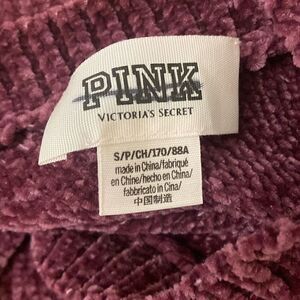 PINK
VICTORIA'S SECRET
S/P/CH/170/88A
made in China/fabriqué
en Chine/hecho en China/
fabbricato in Cina/
中国制造